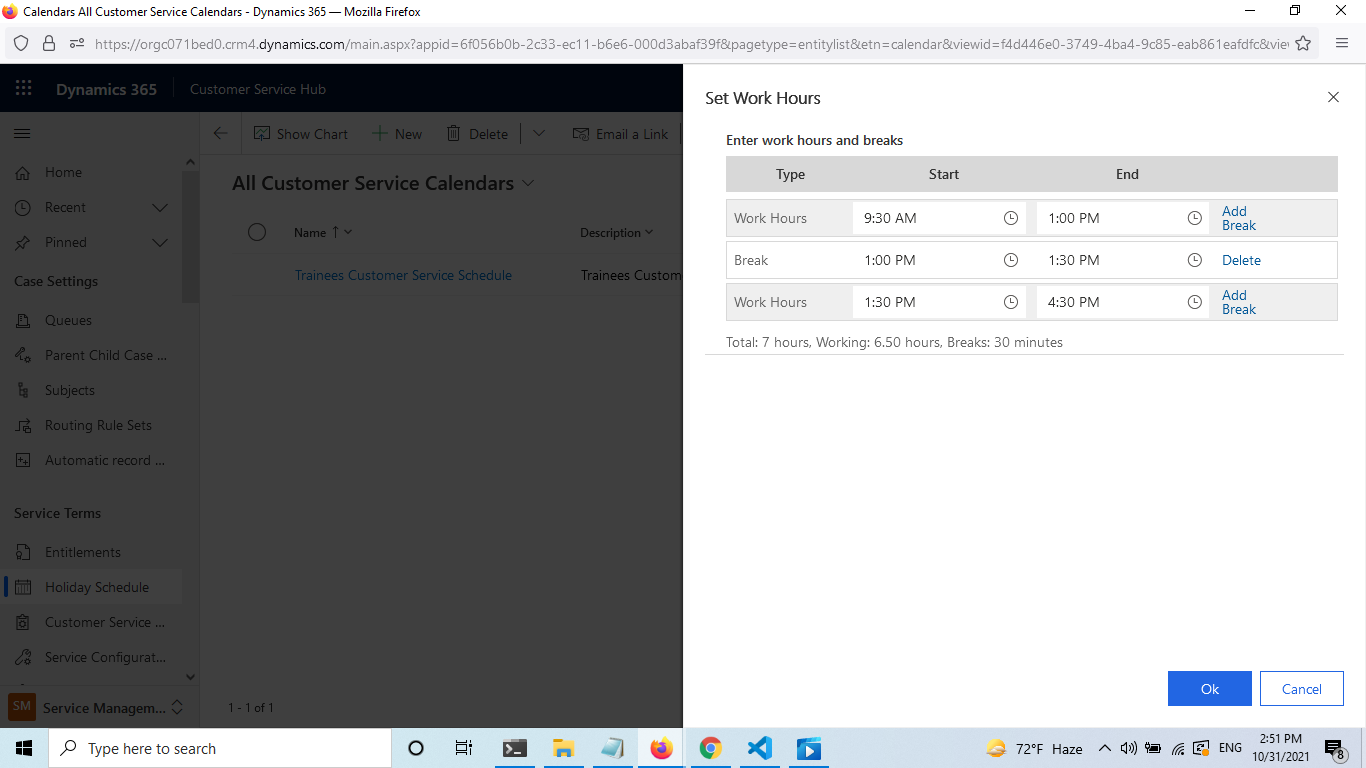 Calendars All Customer Service Calendars - Dynamics 365 — Mozilla Firefox
https://orgc071bed0.crm4.dynamics.com/main.aspx?appid=6f056b0b-2c33-ec11-b6e6-000d3abaf39f&pagetype=entitylist&etn=calendar&viewid=f4d446e0-3749-4ba4-9c85-eab861eafdfc&vie
Dynamics 365
Customer Service Hub
Show Chart
New
Delete
Email a Link
Home
Recent
Pinned
Case Settings
Queues
Parent Child Case ...
Subjects
Routing Rule Sets
Automatic record ...
Service Terms
Entitlements
Holiday Schedule
Customer Service ...
Service Configurat...
SM Service Managem...
All Customer Service Calendars
Name ↑ Description
Trainees Customer Service Schedule Trainees Custom
1 - 1 of 1
Set Work Hours
Enter work hours and breaks
Type Start End
Work Hours 9:30 AM 1:00 PM Add Break
Break 1:00 PM 1:30 PM Delete
Work Hours 1:30 PM 4:30 PM Add Break
Total: 7 hours, Working: 6.50 hours, Breaks: 30 minutes
Ok Cancel
Type here to search
72°F Haze
ENG
2:51 PM
10/31/2021
8